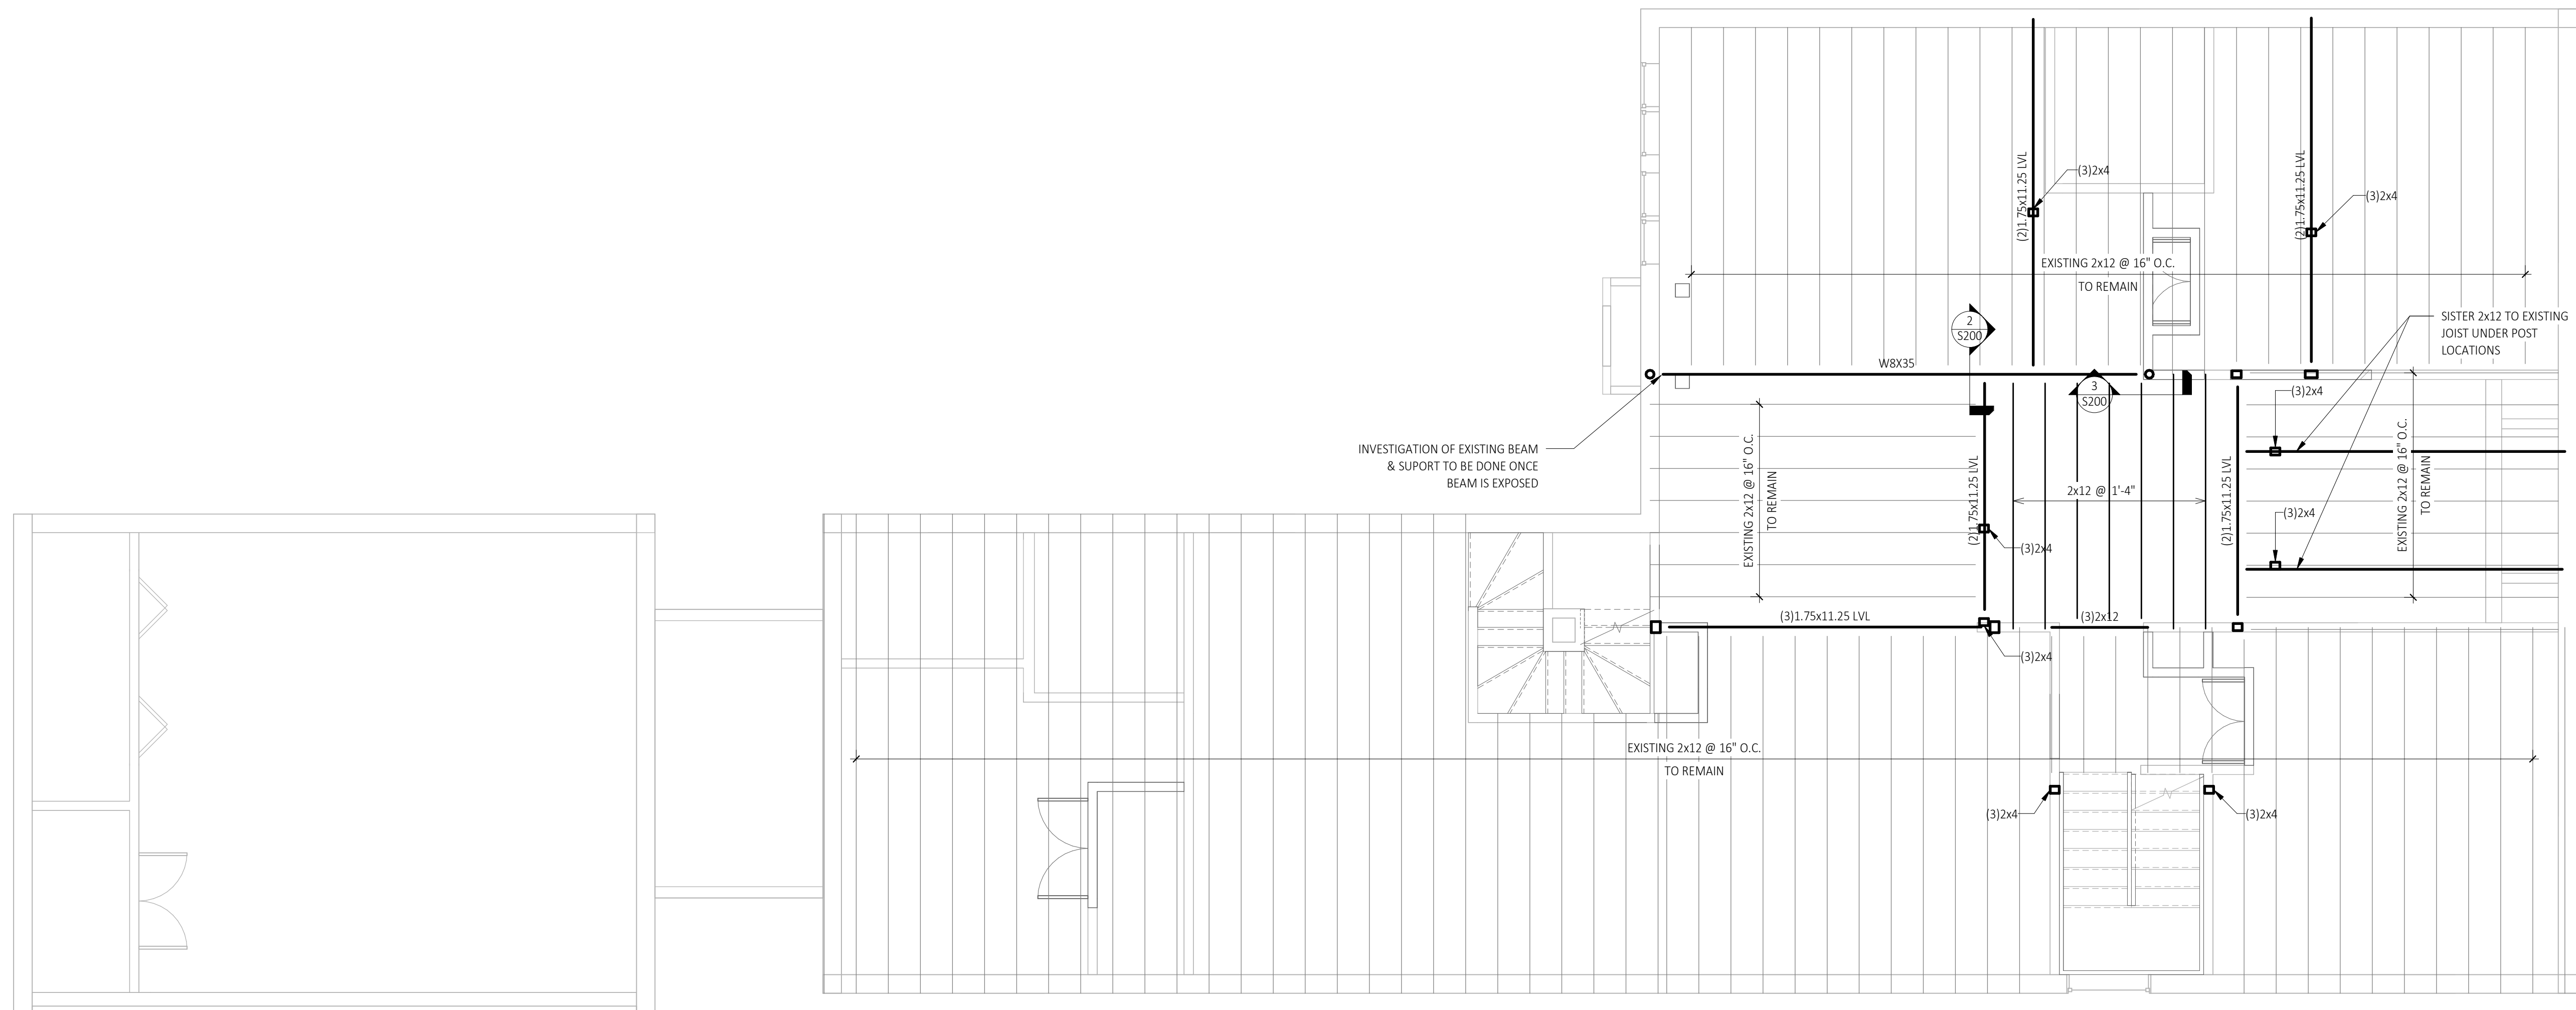 (2)1.75x11.25 LVL
(3)2x4
(2)1.75x11.25 LVL
(3)2x4
EXISTING 2x12 @ 16" O.C.
TO REMAIN
2
S200
SISTER 2x12 TO EXISTING
JOIST UNDER POST
LOCATIONS
W8X35
3
S200
(3)2x4
INVESTIGATION OF EXISTING BEAM
& SUPORT TO BE DONE ONCE
BEAM IS EXPOSED
EXISTING 2x12 @ 16" O.C.
TO REMAIN
(2)1.75x11.25 LVL
2x12 @ 1'-4"
(2)1.75x11.25 LVL
EXISTING 2x12 @ 16" O.C.
TO REMAIN
(3)2x4
(3)2x4
(3)1.75x11.25 LVL
(3)2x12
(3)2x4
EXISTING 2x12 @ 16" O.C.
TO REMAIN
(3)2x4
(3)2x4